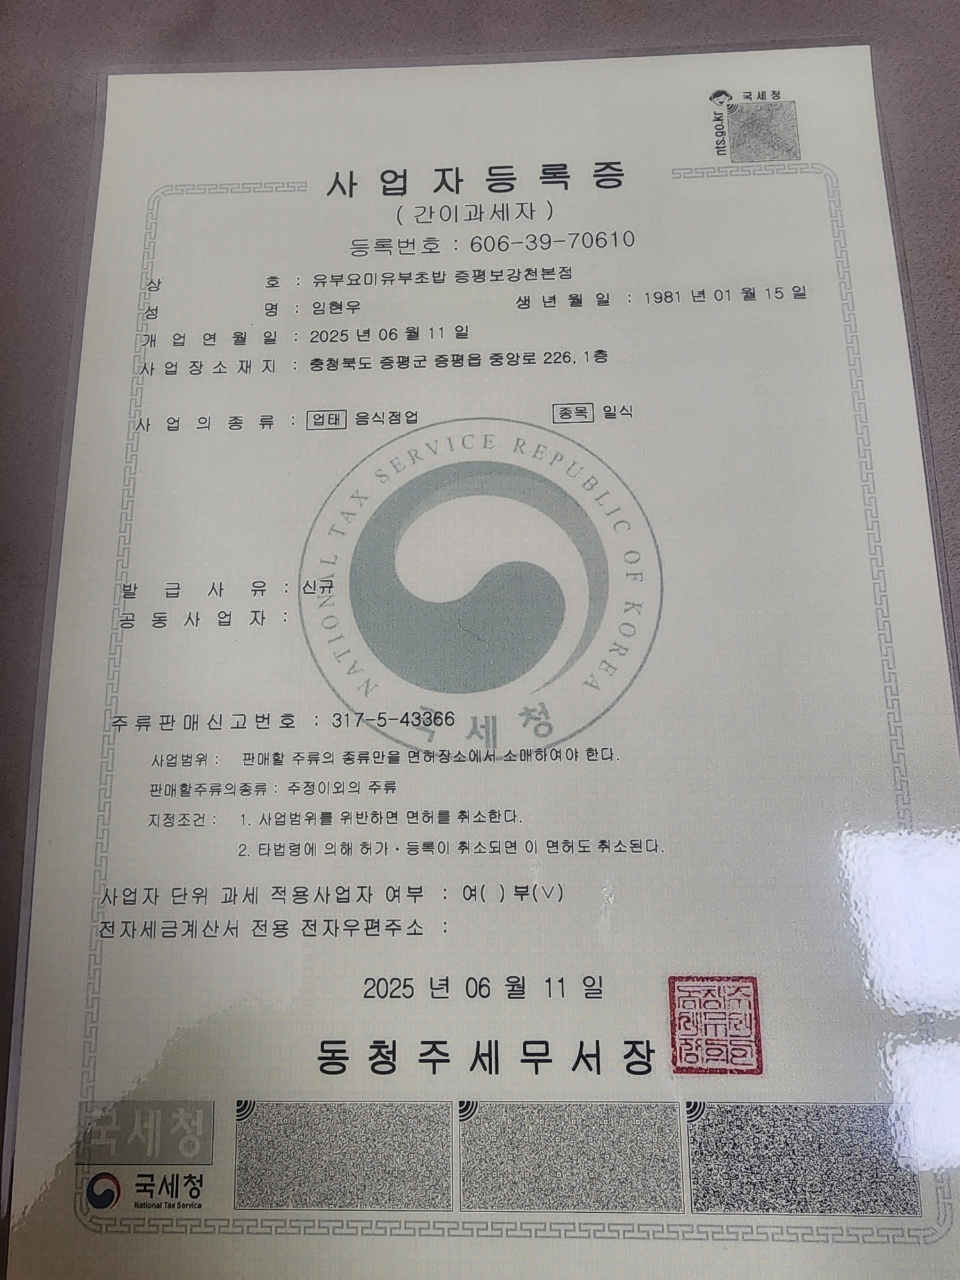 국세청
nts.go.kr
사업자등록증
( 간이과세자 )
등록번호 : 606-39-70610
상 호 : 유부요미유부초밥 증평보강천본점
성 명 : 임현우 생 년 월 일 : 1981 년 01 월 15 일
개 업 연 월 일 : 2025 년 06 월 11 일
사 업 장 소 재 지 : 충청북도 증평군 증평읍 중앙로 226, 1층
사 업 의 종 류 : 업태 음식점업 종목 일식
NATIONAL TAX SERVICE REPUBLIC OF KOREA
국세청
발 급 사 유 : 신규
공 동 사 업 자 :
주류판매신고번호 : 317-5-43366
사업범위 : 판매할 주류의 종류만을 면허장소에서 소매하여야 한다.
판매할주류의종류 : 주정이외의 주류
지정조건 : 1. 사업범위를 위반하면 면허를 취소한다.
2. 타법령에 의해 허가·등록이 취소되면 이 면허도 취소된다.
사업자 단위 과세 적용사업자 여부 : 여( ) 부(∨)
전자세금계산서 전용 전자우편주소 :
2025 년 06 월 11 일
동 청 주 세 무 서 장
국세청
국세청
National Tax Service